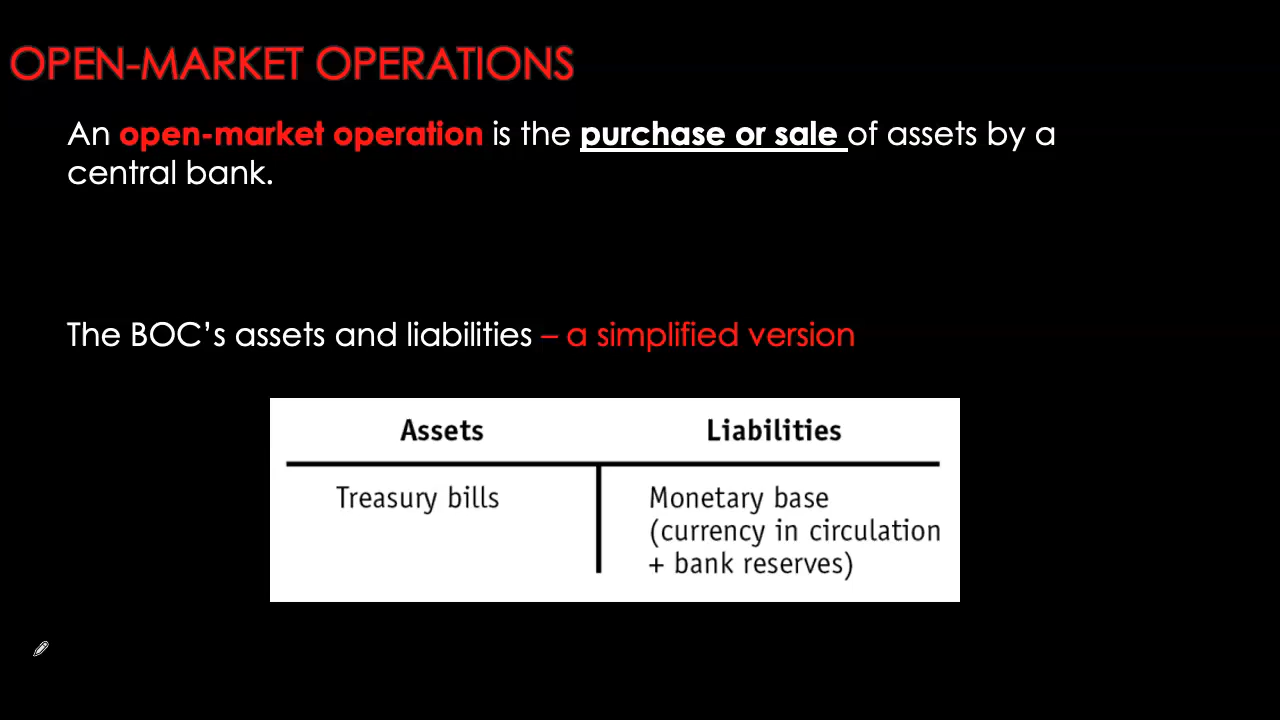 OPEN-MARKET OPERATIONS
An open-market operation is the purchase or sale of assets by a
central bank.
The BOC’s assets and liabilities – a simplified version
Assets Liabilities
Treasury bills Monetary base
(currency in circulation
+ bank reserves)